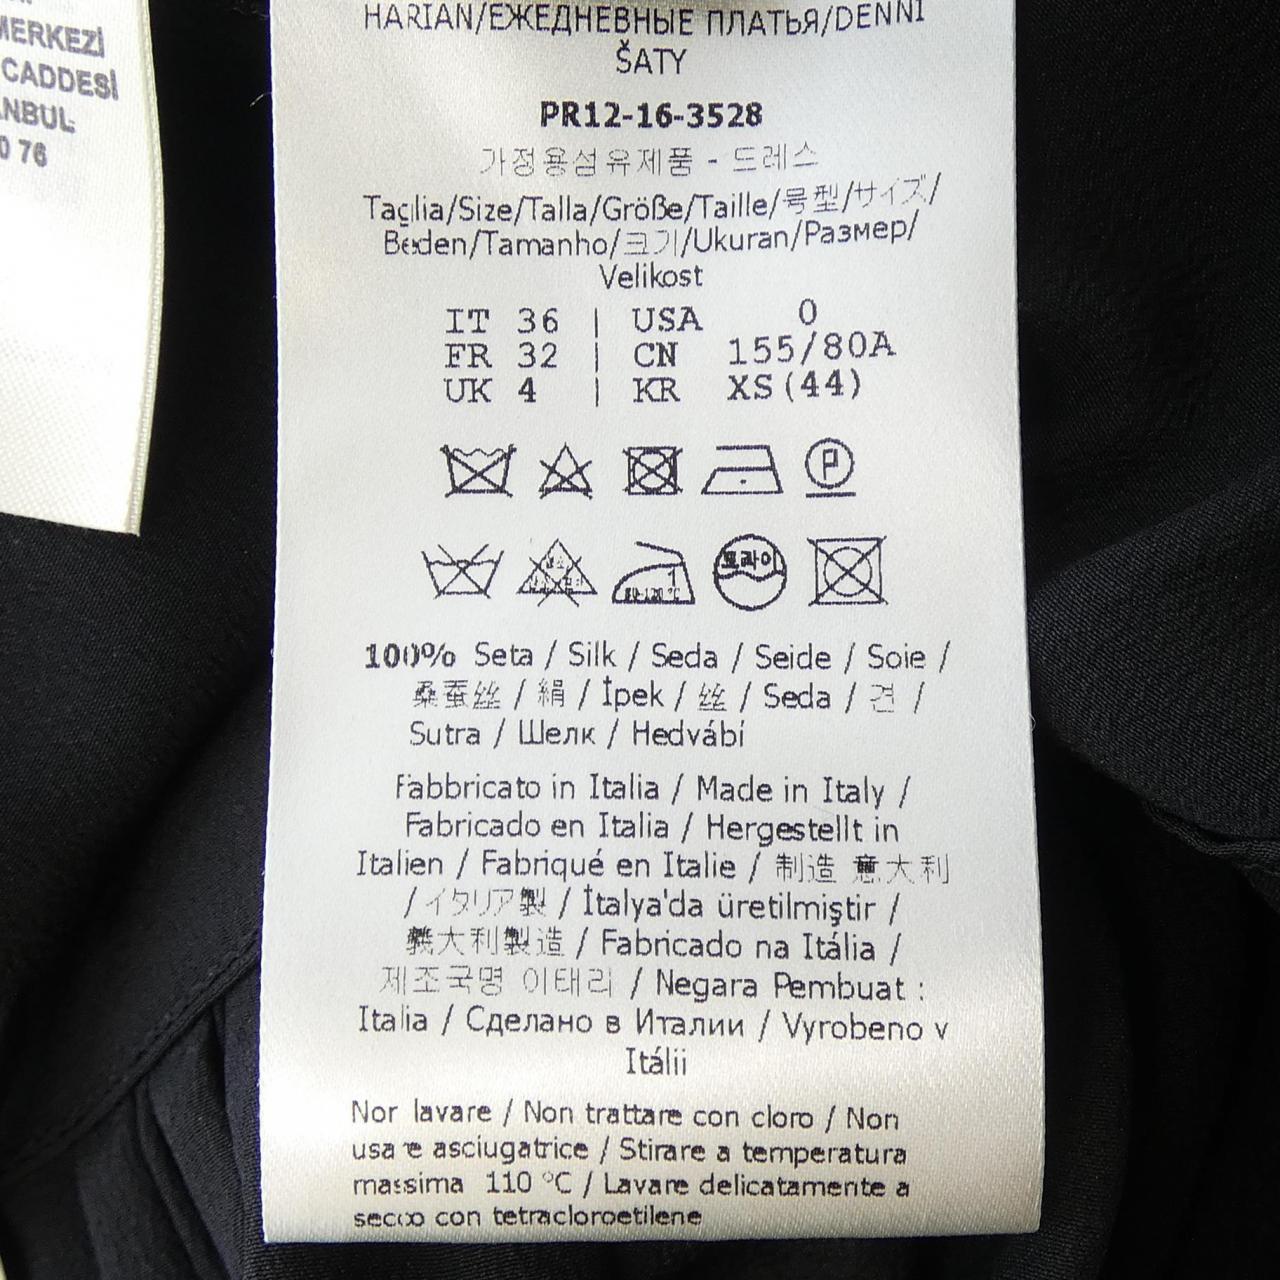 MERKEZİ
CADDESİ
NBUL
0 76
HARIAN/ЕЖЕДНЕВНЫЕ ПЛАТЬЯ/DENNÍ
ŠATY
PR12-16-3528
가정용섬유제품 - 드레스
Taglia/Size/Talla/Größe/Taille/号型/サイズ/
Beden/Tamanho/크기/Ukuran/Размер/
Velikost
IT 36 | USA 0
FR 32 | CN 155/80A
UK 4 | KR XS(44)
P
드라이
80-120℃
100% Seta / Silk / Seda / Seide / Soie /
桑蚕丝 / 絹 / İpek / 丝 / Seda / 견 /
Sutra / Шелк / Hedvábí
Fabbricato in Italia / Made in Italy /
Fabricado en Italia / Hergestellt in
Italien / Fabriqué en Italie / 制造 意大利
/イタリア製 / İtalya'da üretilmiştir /
義大利製造 / Fabricado na Itália /
제조국명 이태리 / Negara Pembuat :
Italia / Сделано в Италии / Vyrobeno v
Itálii
Non lavare / Non trattare con cloro / Non
usare asciugatrice / Stirare a temperatura
massima 110 °C / Lavare delicatamente a
secco con tetracloroetilene